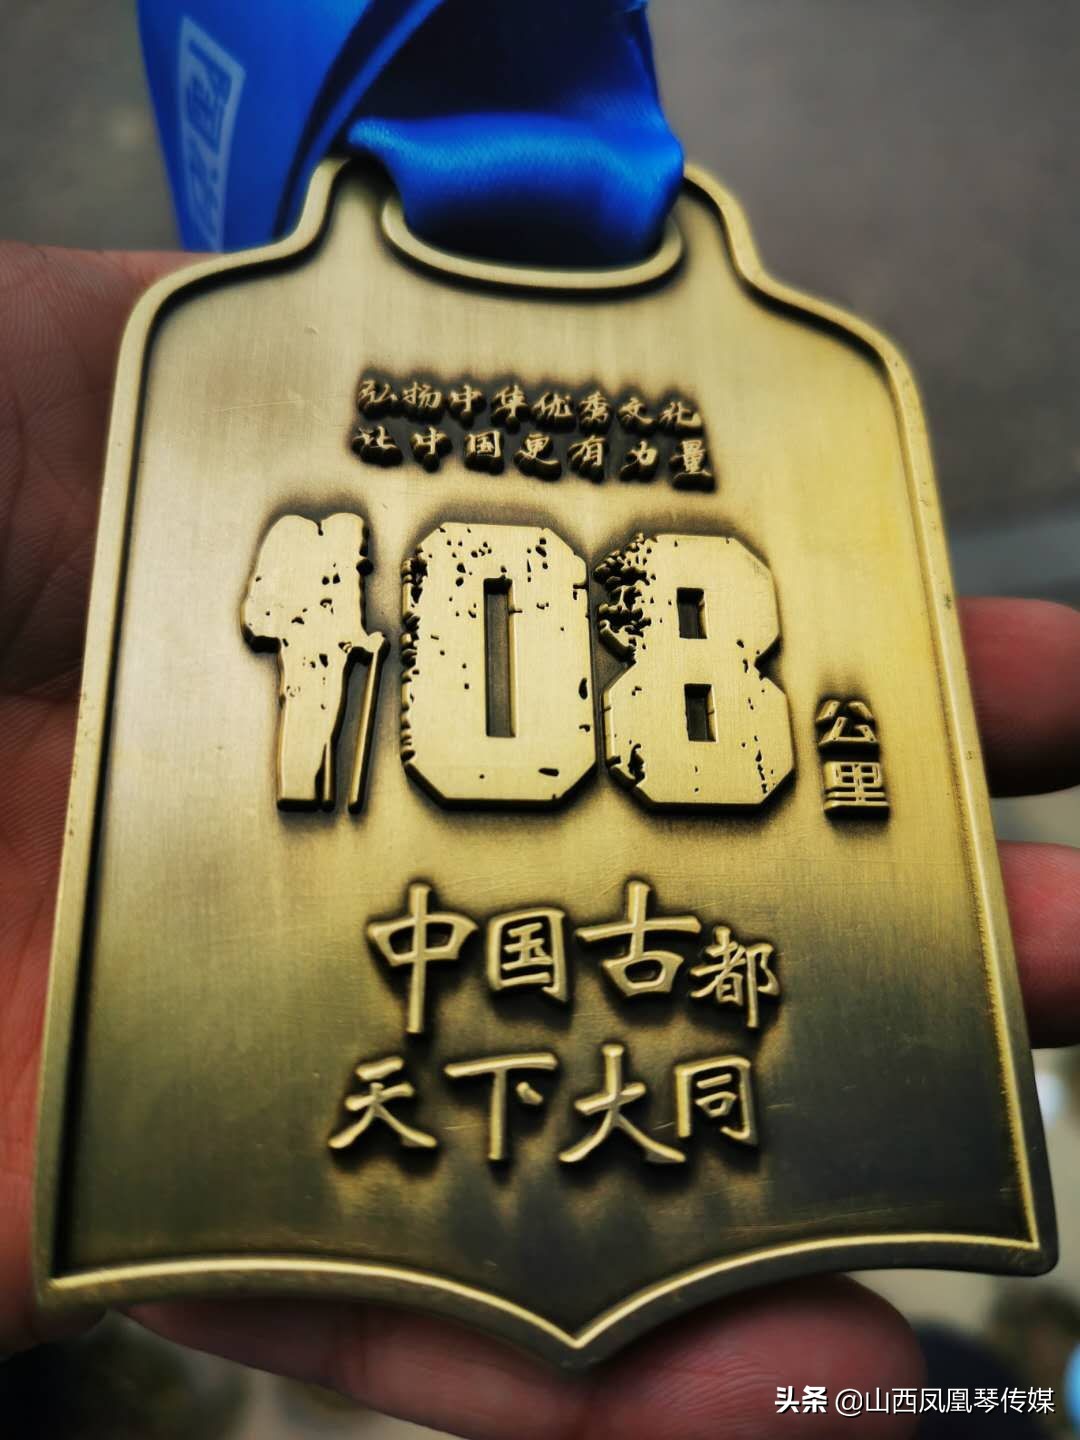 弘扬中华优秀文化
让中国更有力量
108
公里
中国古都
天下大同
头条 @山西凤凰琴传媒